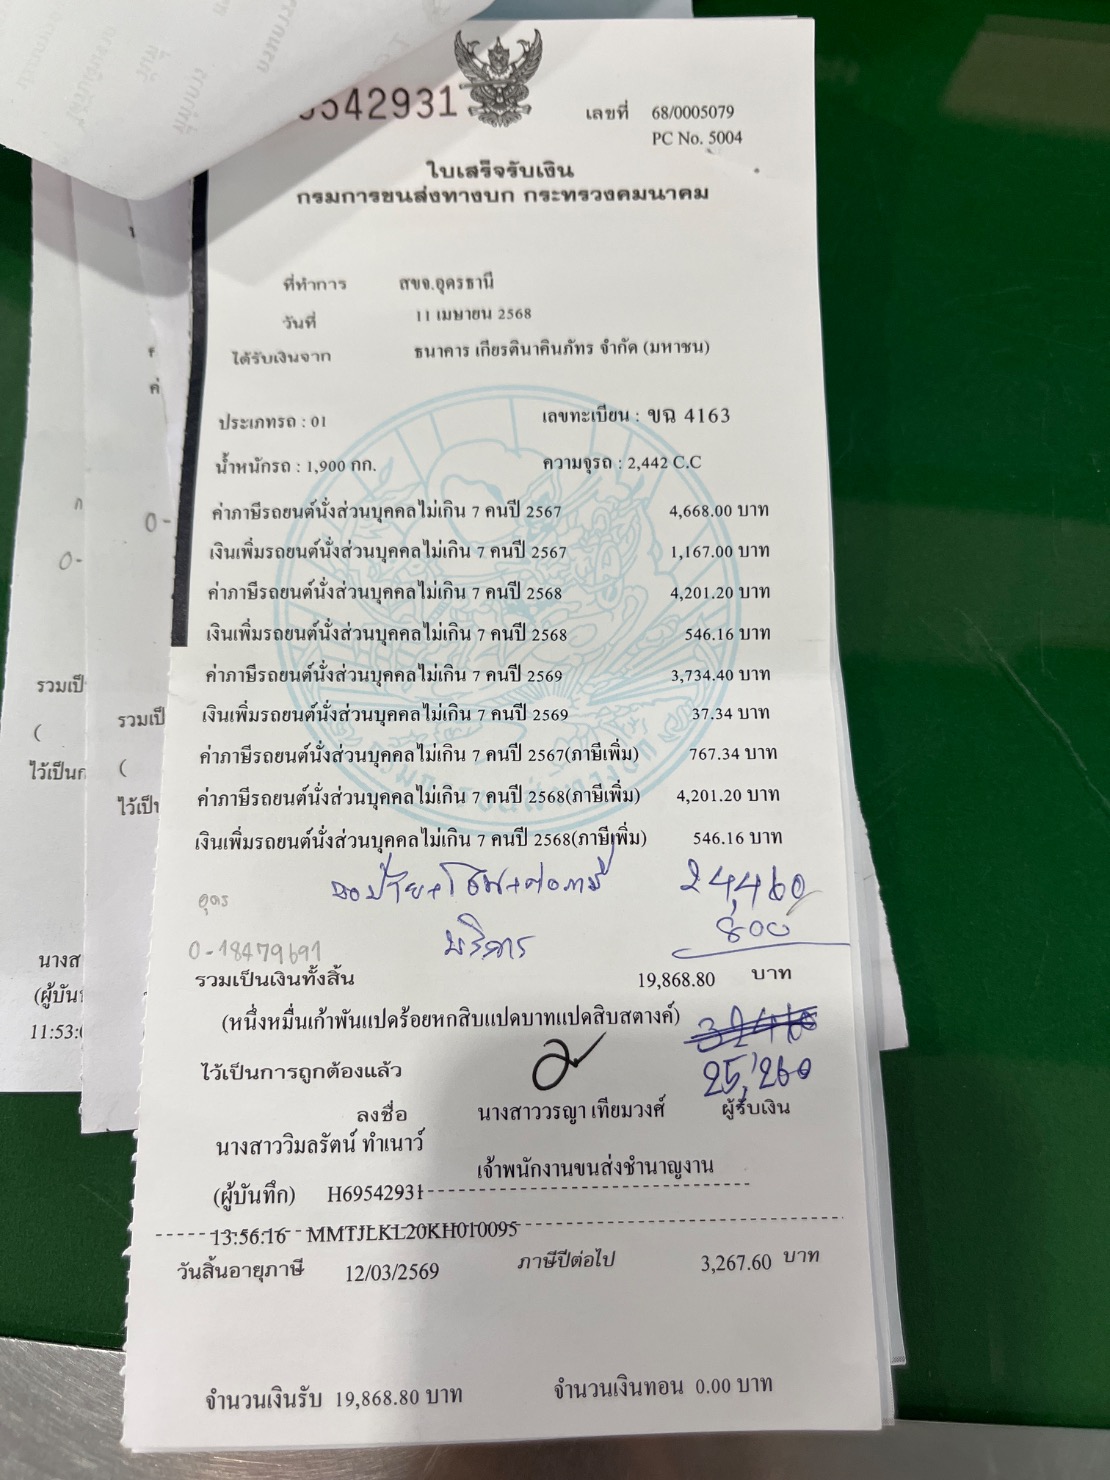 542931
เลขที่ 68/0005079
PC No. 5004
ใบเสร็จรับเงิน
กรมการขนส่งทางบก กระทรวงคมนาคม
ที่ทำการ สขจ.อุดรธานี
วันที่ 11 เมษายน 2568
ได้รับเงินจาก ธนาคาร เกียรตินาคินภัทร จำกัด (มหาชน)
ประเภทรถ : 01 เลขทะเบียน : ขฉ 4163
น้ำหนักรถ : 1,900 กก. ความจุรถ : 2,442 C.C
ค่าภาษีรถยนต์นั่งส่วนบุคคลไม่เกิน 7 คนปี 2567 4,668.00 บาท
เงินเพิ่มรถยนต์นั่งส่วนบุคคลไม่เกิน 7 คนปี 2567 1,167.00 บาท
ค่าภาษีรถยนต์นั่งส่วนบุคคลไม่เกิน 7 คนปี 2568 4,201.20 บาท
เงินเพิ่มรถยนต์นั่งส่วนบุคคลไม่เกิน 7 คนปี 2568 546.16 บาท
ค่าภาษีรถยนต์นั่งส่วนบุคคลไม่เกิน 7 คนปี 2569 3,734.40 บาท
เงินเพิ่มรถยนต์นั่งส่วนบุคคลไม่เกิน 7 คนปี 2569 37.34 บาท
ค่าภาษีรถยนต์นั่งส่วนบุคคลไม่เกิน 7 คนปี 2567(ภาษีเพิ่ม) 767.34 บาท
ค่าภาษีรถยนต์นั่งส่วนบุคคลไม่เกิน 7 คนปี 2568(ภาษีเพิ่ม) 4,201.20 บาท
เงินเพิ่มรถยนต์นั่งส่วนบุคคลไม่เกิน 7 คนปี 2568(ภาษีเพิ่ม) 546.16 บาท
อุดร 24,460
0-18479691 บริการ 800
รวมเป็นเงินทั้งสิ้น 19,868.80 บาท
(หนึ่งหมื่นเก้าพันแปดร้อยหกสิบแปดบาทแปดสิบสตางค์)
25,260
ไว้เป็นการถูกต้องแล้ว
ลงชื่อ นางสาววรญา เทียมวงศ์ ผู้รับเงิน
นางสาววิมลรัตน์ ทำเนาว์
เจ้าพนักงานขนส่งชำนาญงาน
(ผู้บันทึก) H69542931
13:56:16 MMTJLKL20KH010095
วันสิ้นอายุภาษี 12/03/2569 ภาษีปีต่อไป 3,267.60 บาท
จำนวนเงินรับ 19,868.80 บาท จำนวนเงินทอน 0.00 บาท